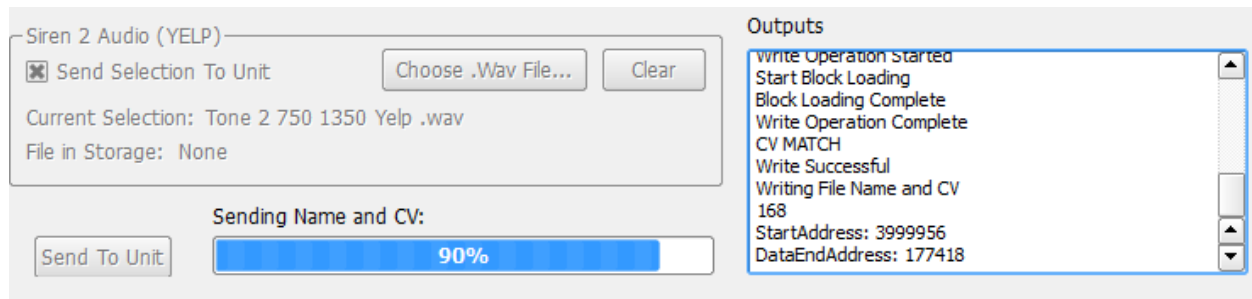 Siren 2 Audio (YELP)
Send Selection To Unit
Choose .Wav File...
Clear
Current Selection: Tone 2 750 1350 Yelp .wav
File in Storage: None
Sending Name and CV:
Send To Unit
90%
Outputs
Write Operation Started
Start Block Loading
Block Loading Complete
Write Operation Complete
CV MATCH
Write Successful
Writing File Name and CV
168
StartAddress: 3999956
DataEndAddress: 177418